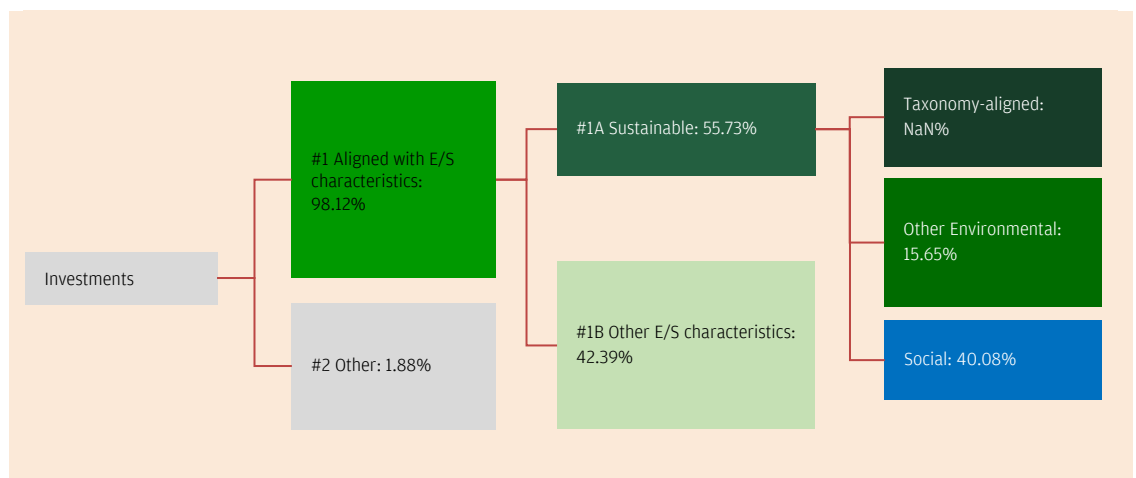 Investments
#1 Aligned with E/S
characteristics:
98.12%
#2 Other: 1.88%
#1A Sustainable: 55.73%
#1B Other E/S characteristics:
42.39%
Taxonomy-aligned:
NaN%
Other Environmental:
15.65%
Social: 40.08%